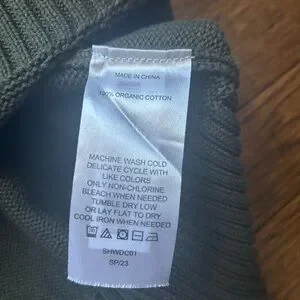 MADE IN CHINA
100% ORGANIC COTTON
MACHINE WASH COLD
DELICATE CYCLE WITH
LIKE COLORS
ONLY NON-CHLORINE
BLEACH WHEN NEEDED
TUMBLE DRY LOW
OR LAY FLAT TO DRY
COOL IRON WHEN NEEDED
SHWDC01
SP/23